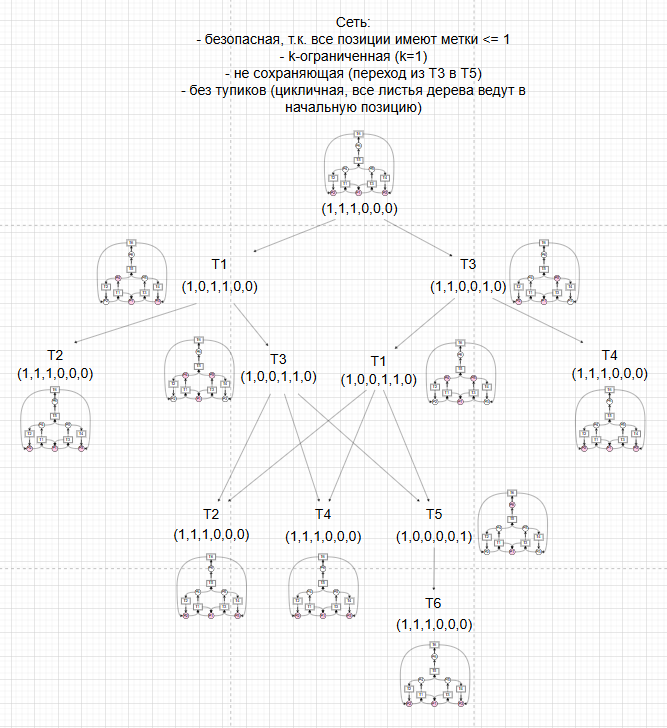 Сеть:
- безопасная, т.к. все позиции имеют метки <= 1
- k-ограниченная (k=1)
- не сохраняющая (переход из T3 в T5)
- без тупиков (цикличная, все листья дерева ведут в
начальную позицию)
(1,1,1,0,0,0)
T1
(1,0,1,1,0,0)
T3
(1,1,0,0,1,0)
T2
(1,1,1,0,0,0)
T3
(1,0,0,1,1,0)
T1
(1,0,0,1,1,0)
T4
(1,1,1,0,0,0)
T2
(1,1,1,0,0,0)
T4
(1,1,1,0,0,0)
T5
(1,0,0,0,0,1)
T6
(1,1,1,0,0,0)